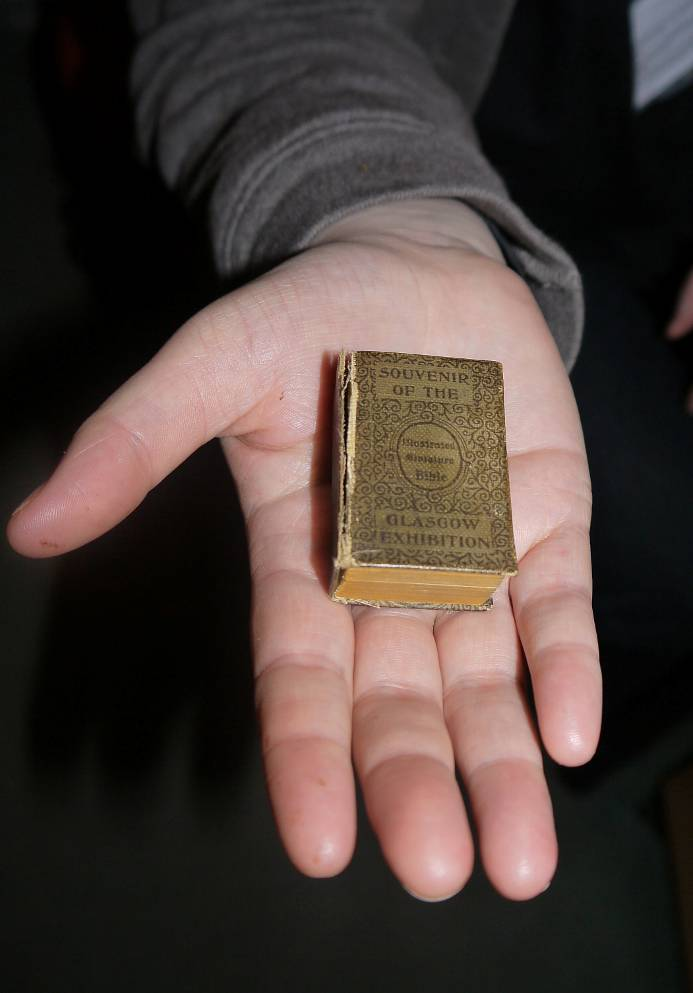 SOUVENIR
OF THE
Illustrated
Miniature
Bible
GLASGOW
EXHIBITION